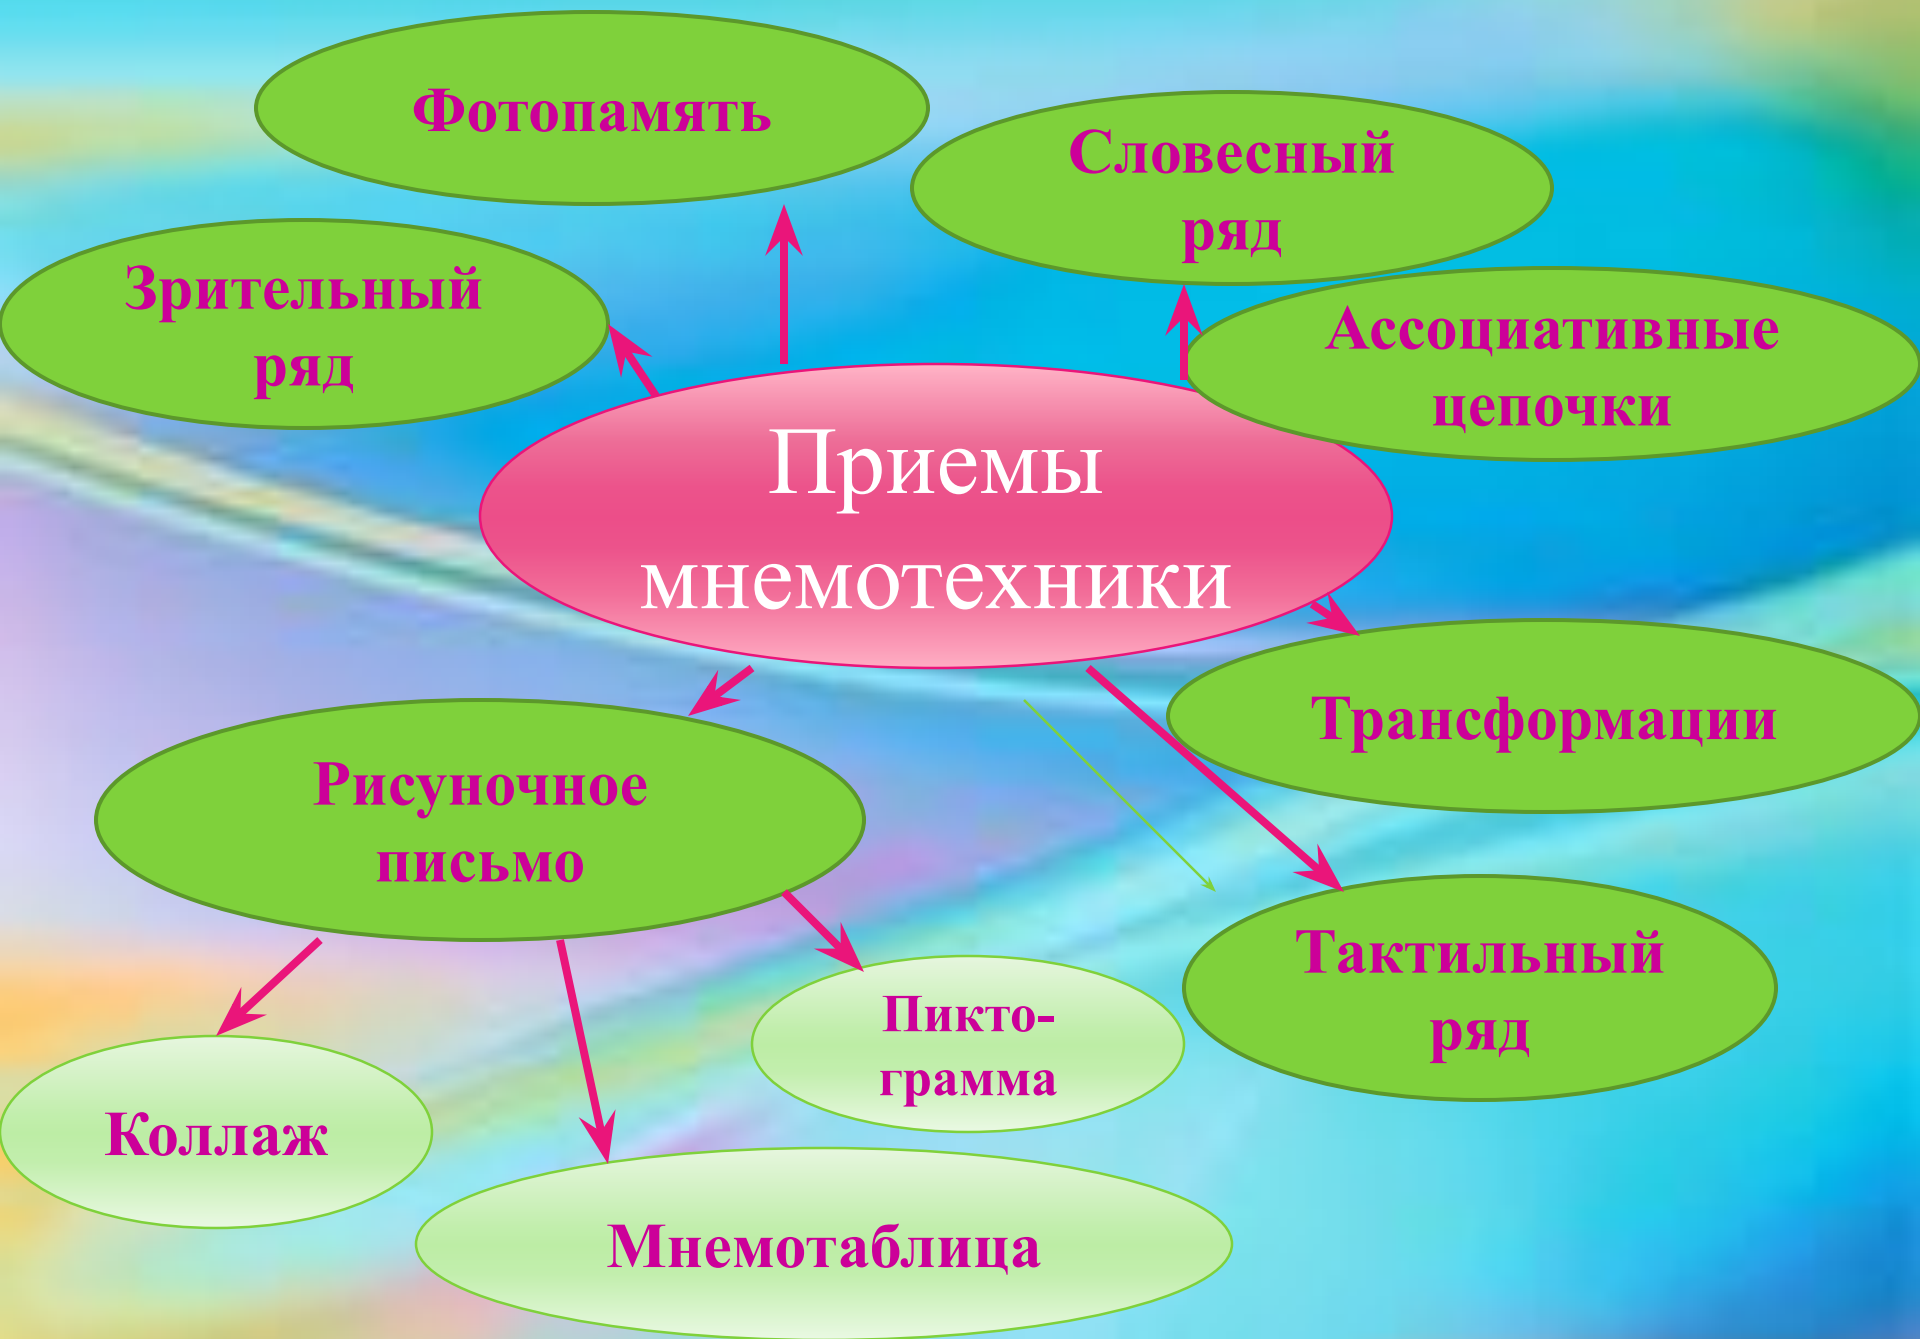 Фотопамять
Словесный
ряд
Зрительный
ряд
Ассоциативные
цепочки
Приемы
мнемотехники
Трансформации
Рисуночное
письмо
Тактильный
ряд
Пикто-
грамма
Коллаж
Мнемотаблица